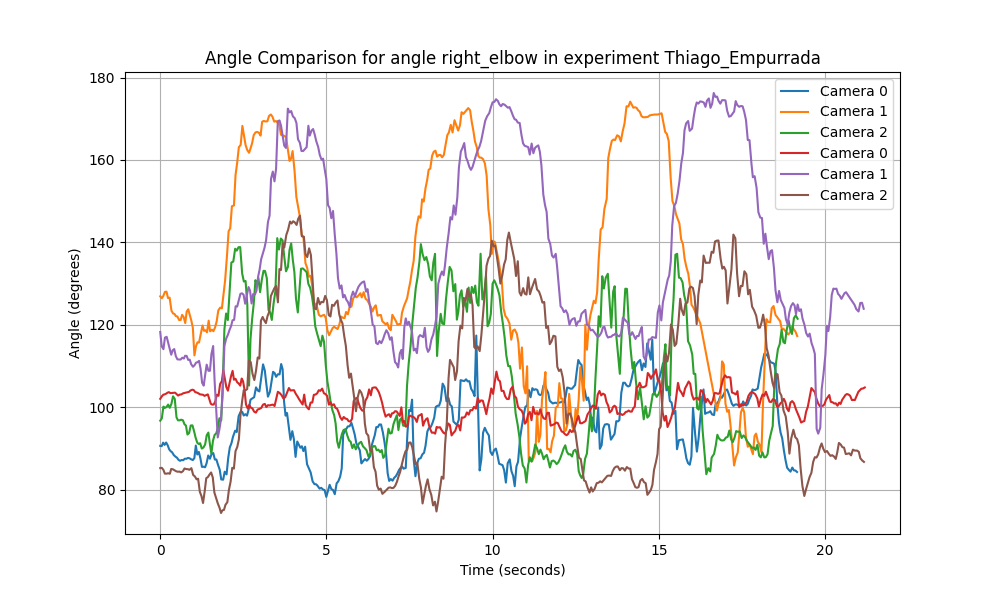 Angle Comparison for angle right_elbow in experiment Thiago_Empurrada
Angle (degrees)
180
160
140
120
100
80
Camera 0
Camera 1
Camera 2
Camera 0
Camera 1
Camera 2
0
5
10
15
20
Time (seconds)